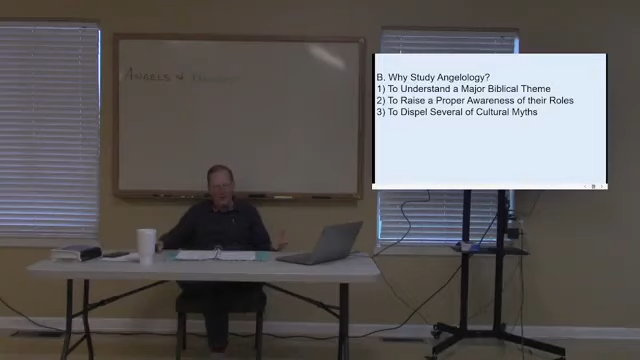 ANGELS &
B. Why Study Angelology?
1) To Understand a Major Biblical Theme
2) To Raise a Proper Awareness of their Roles
3) To Dispel Several of Cultural Myths